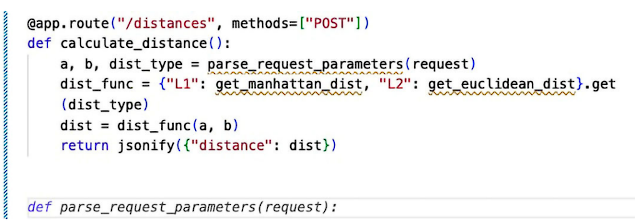 @app.route("/distances", methods=["POST"])
def calculate_distance():
    a, b, dist_type = parse_request_parameters(request)
    dist_func = {"L1": get_manhattan_dist, "L2": get_euclidean_dist}.get
    (dist_type)
    dist = dist_func(a, b)
    return jsonify({"distance": dist})
def parse_request_parameters(request):